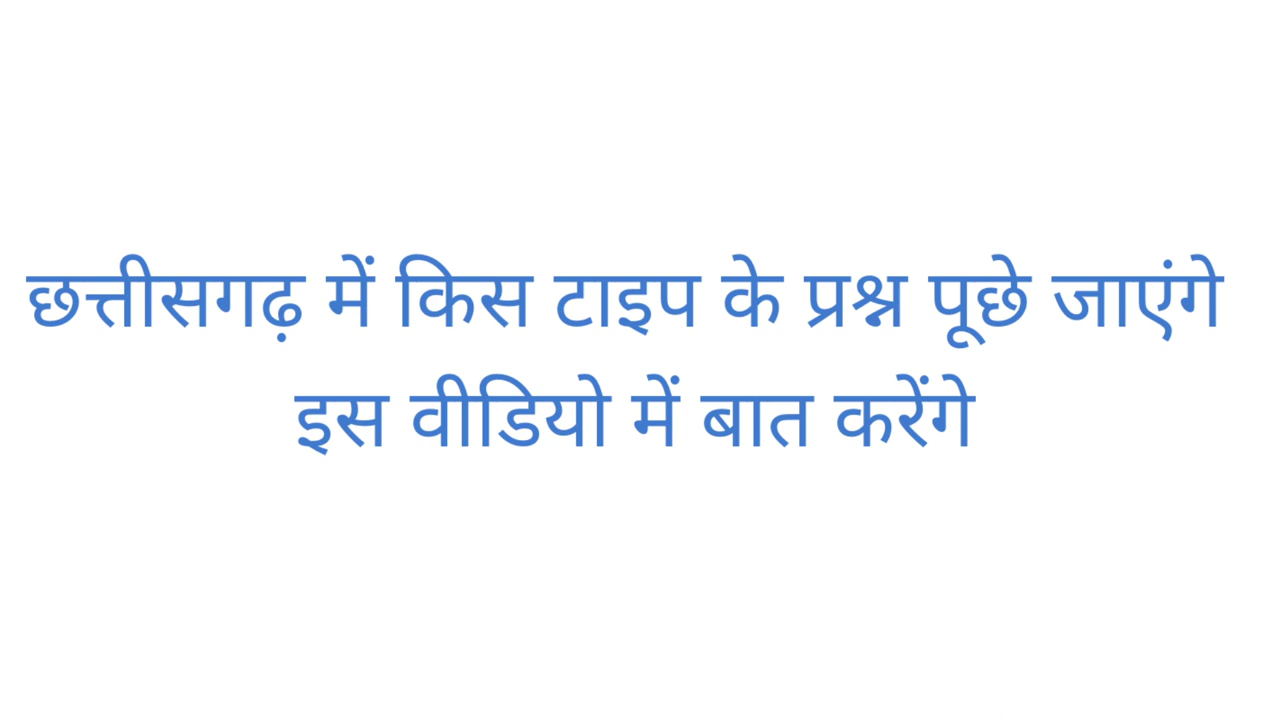 छत्तीसगढ़ में किस टाइप के प्रश्न पूछे जाएंगे
इस वीडियो में बात करेंगे